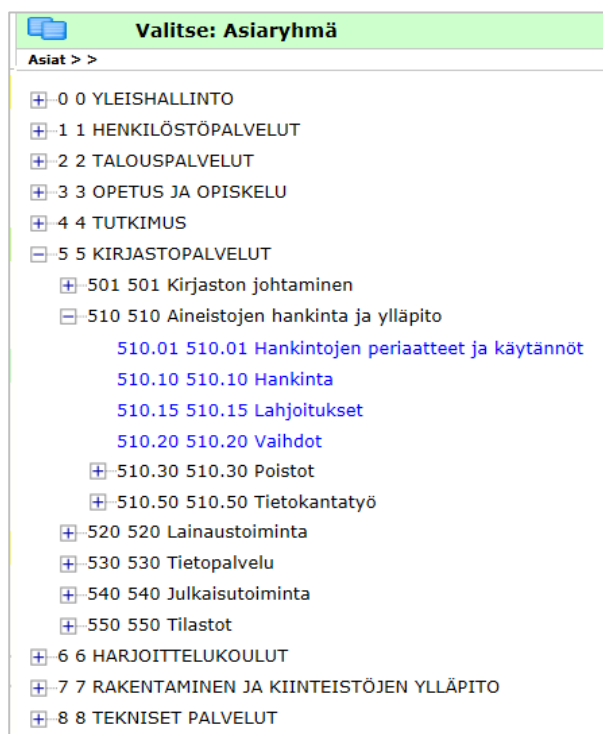 Valitse: Asiaryhmä
Asiat > >
0 0 YLEISHALLINTO
1 1 HENKILÖSTÖPALVELUT
2 2 TALOUSPALVELUT
3 3 OPETUS JA OPISKELU
4 4 TUTKIMUS
5 5 KIRJASTOPALVELUT
501 501 Kirjaston johtaminen
510 510 Aineistojen hankinta ja ylläpito
510.01 510.01 Hankintojen periaatteet ja käytännöt
510.10 510.10 Hankinta
510.15 510.15 Lahjoitukset
510.20 510.20 Vaihdot
510.30 510.30 Poistot
510.50 510.50 Tietokantatyö
520 520 Lainaustoiminta
530 530 Tietopalvelu
540 540 Julkaisutoiminta
550 550 Tilastot
6 6 HARJOITTELUKOULUT
7 7 RAKENTAMINEN JA KIINTEISTÖJEN YLLÄPITO
8 8 TEKNISET PALVELUT